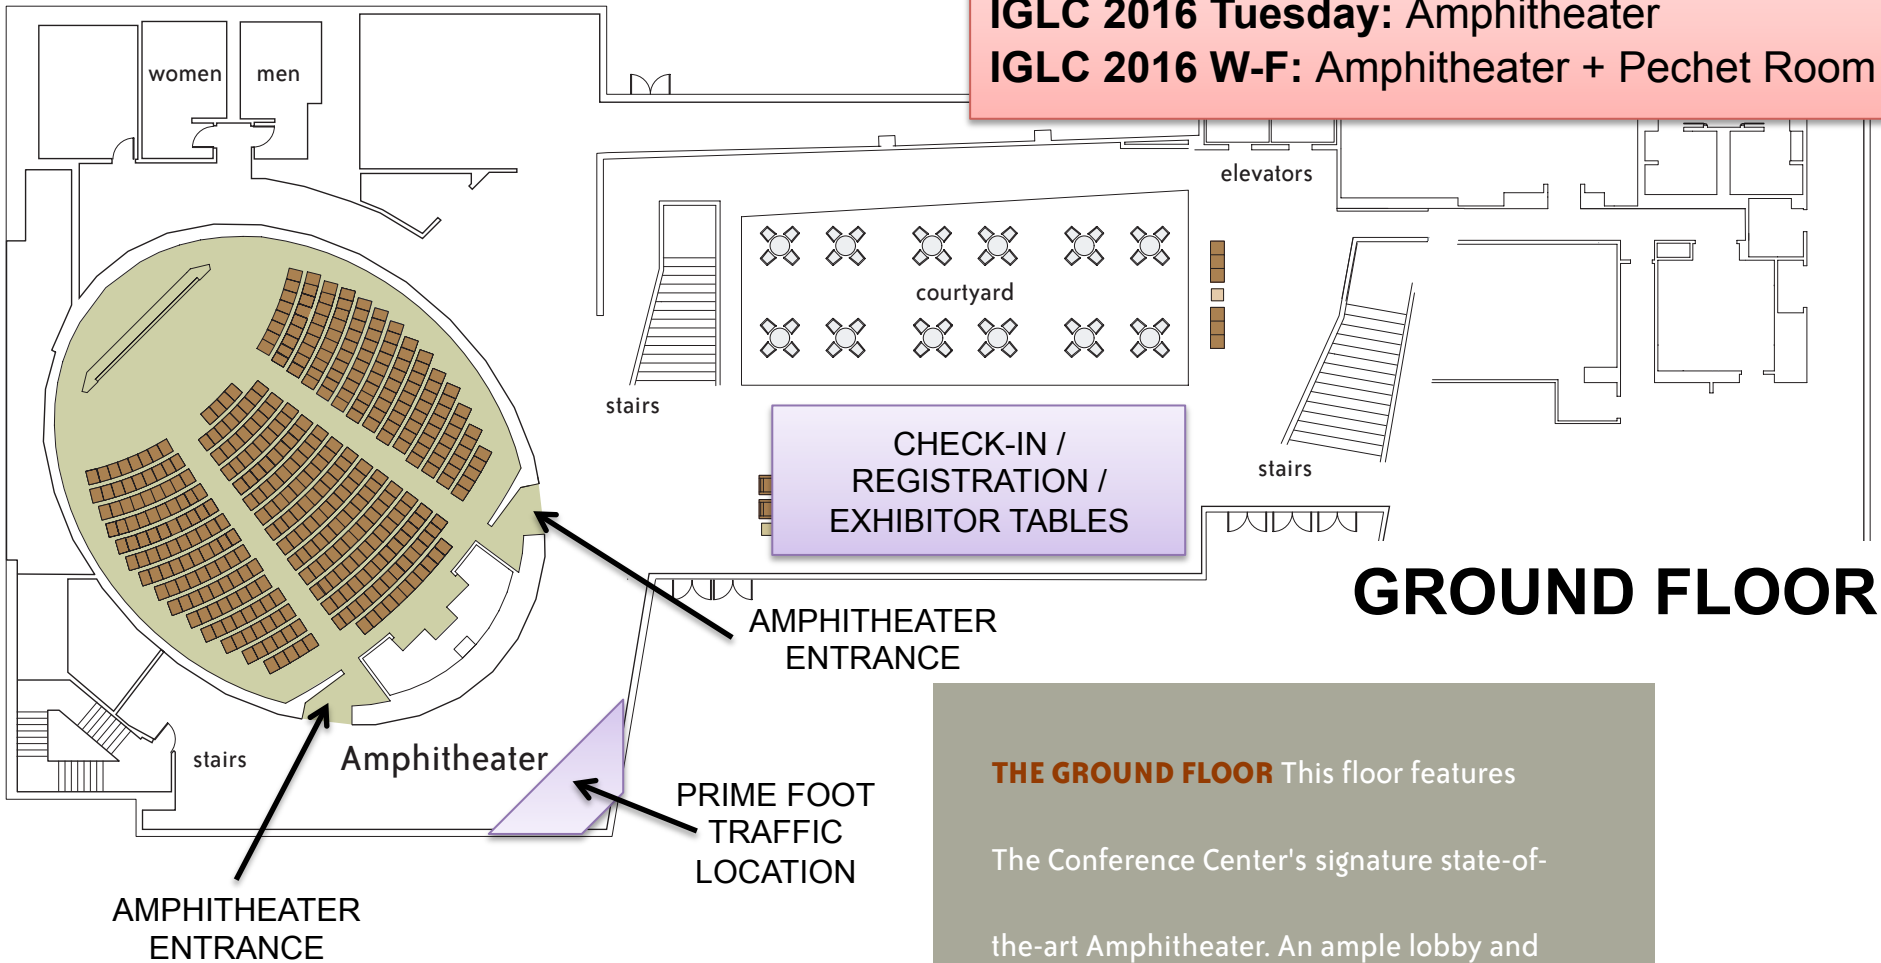 IGLC 2016 Tuesday: Amphitheater
IGLC 2016 W-F: Amphitheater + Pechet Room
women
men
elevators
courtyard
stairs
CHECK-IN /
REGISTRATION /
EXHIBITOR TABLES
stairs
GROUND FLOOR
AMPHITHEATER
ENTRANCE
stairs
Amphitheater
PRIME FOOT
TRAFFIC
LOCATION
AMPHITHEATER
ENTRANCE
THE GROUND FLOOR This floor features
The Conference Center's signature state-of-
the-art Amphitheater. An ample lobby and